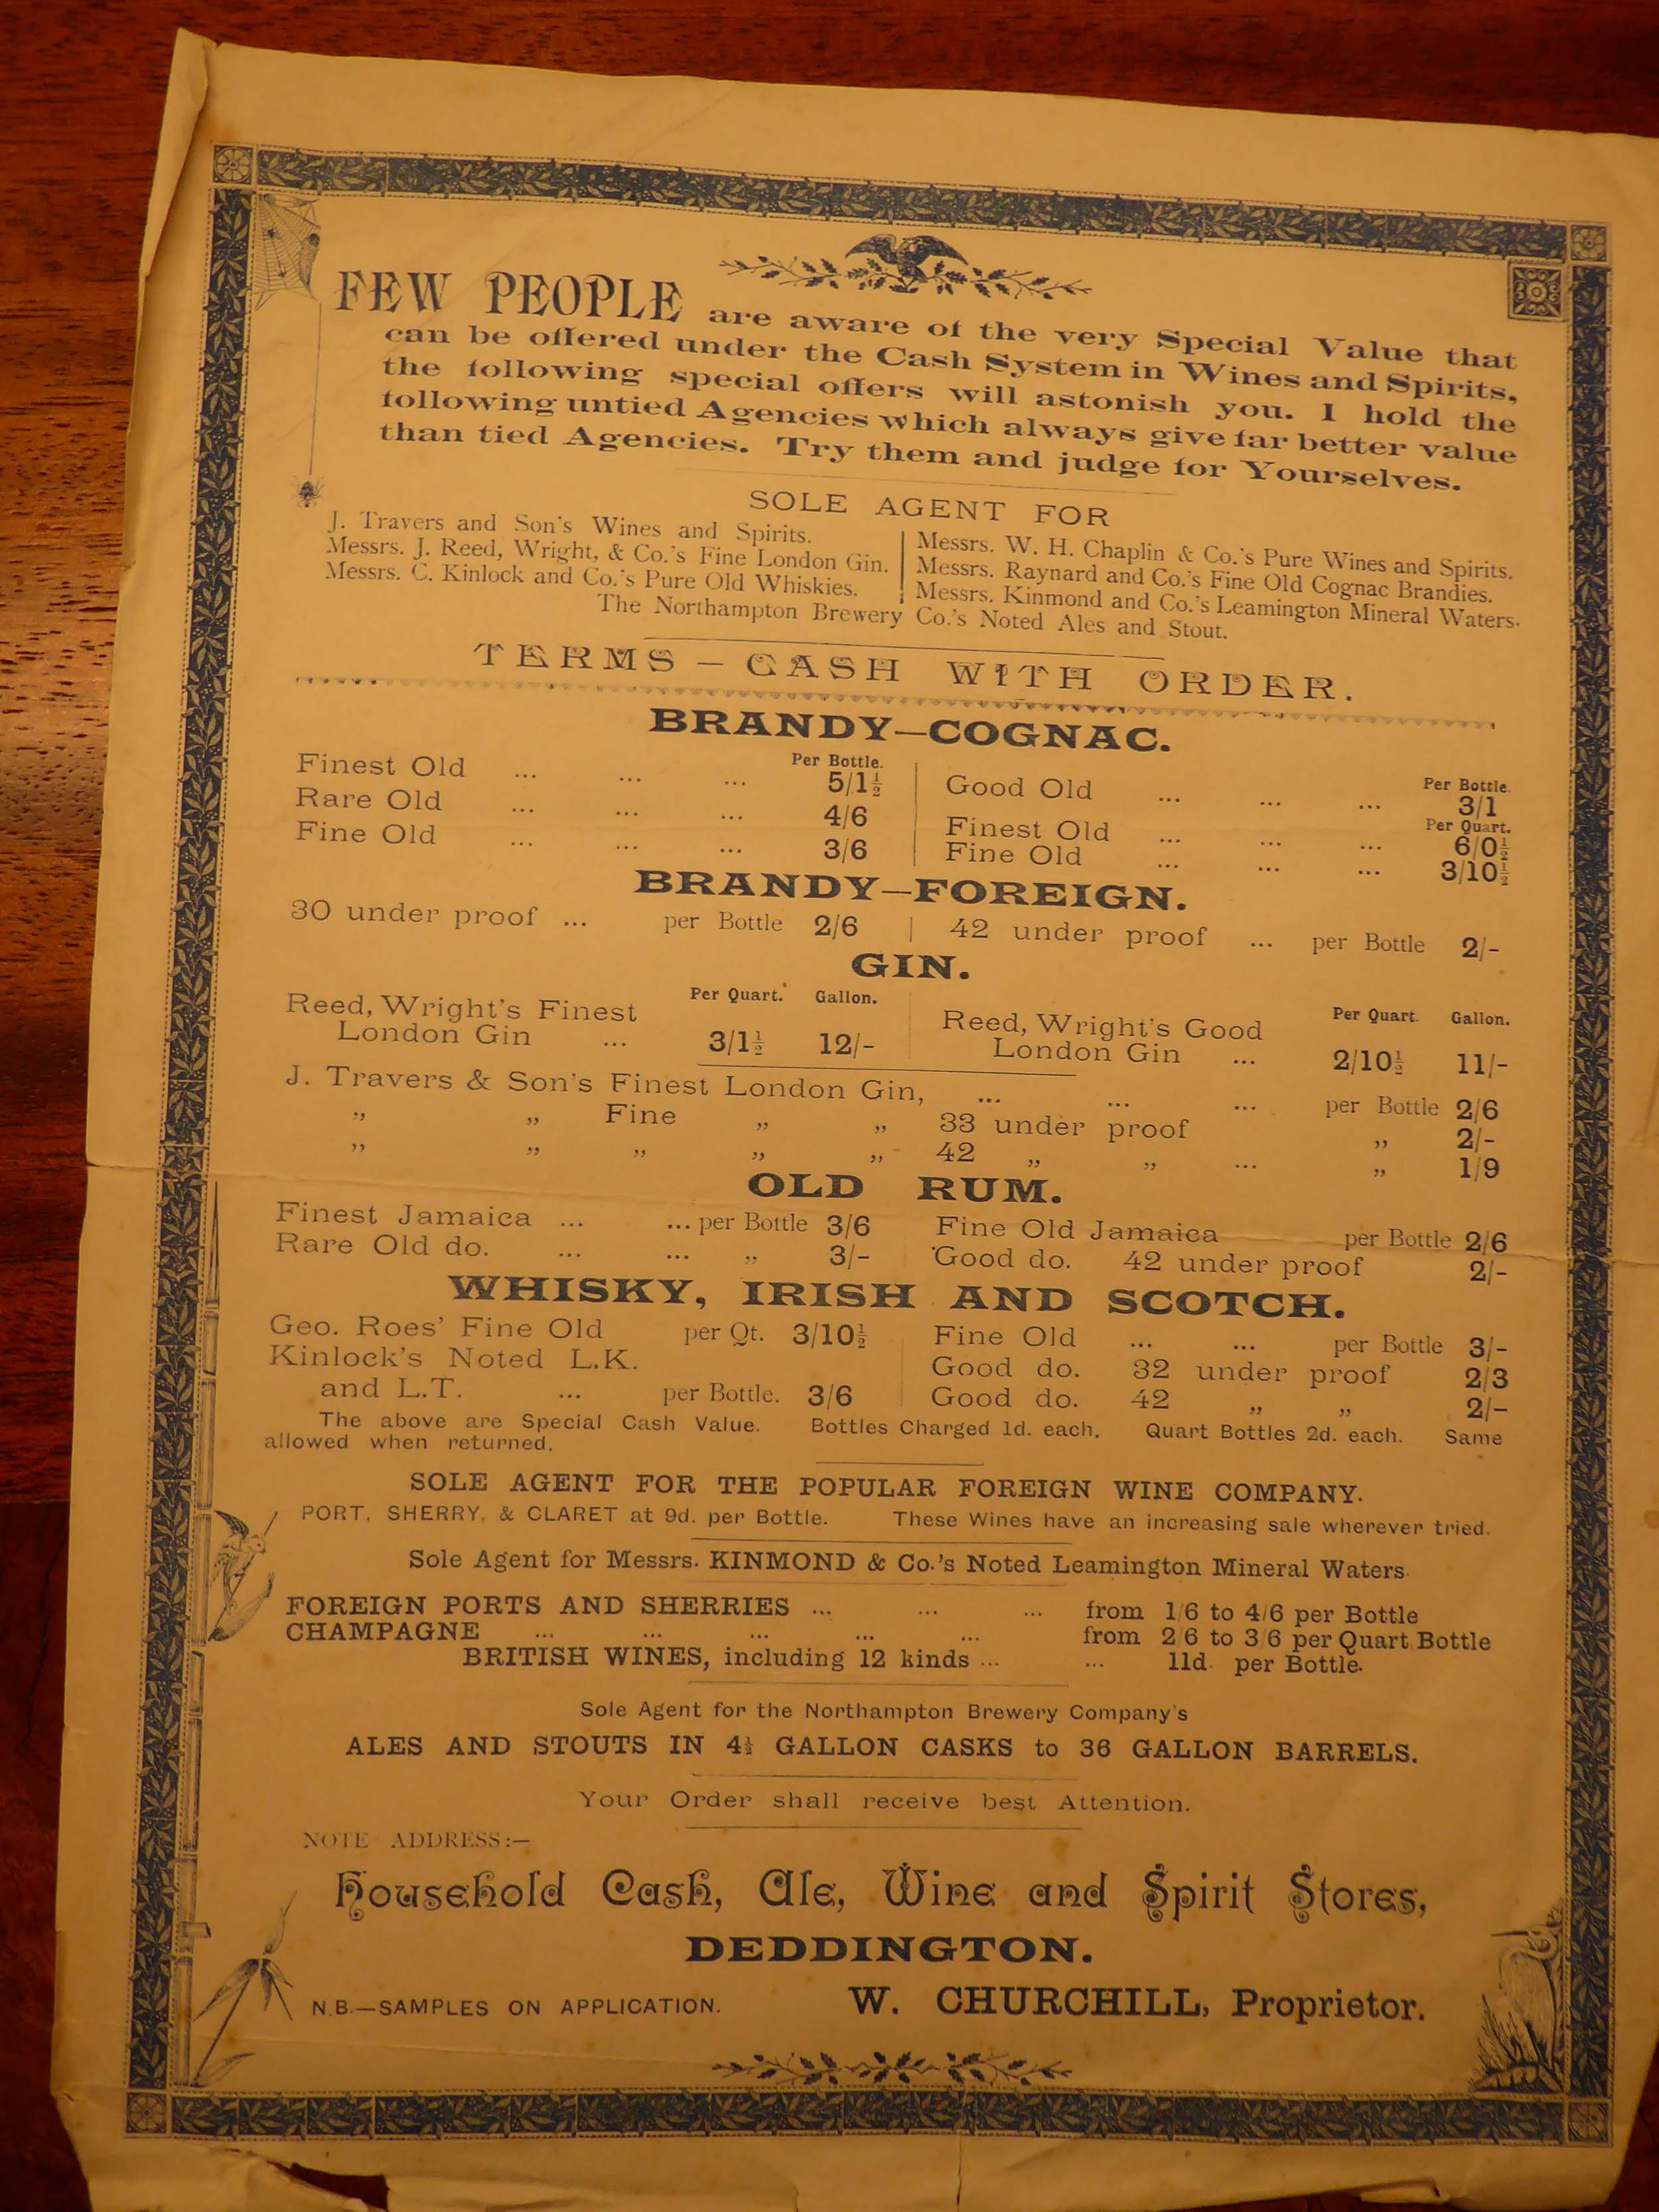 FEW PEOPLE are aware of the very Special Value that
can be offered under the Cash System in Wines and Spirits,
the following special offers will astonish you. I hold the
following untied Agencies which always give far better value
than tied Agencies. Try them and judge for Yourselves.
SOLE AGENT FOR
J. Travers and Son's Wines and Spirits.
Messrs. J. Reed, Wright, & Co.'s Fine London Gin.
Messrs. C. Kinlock and Co.'s Pure Old Whiskies.
Messrs. W. H. Chaplin & Co.'s Pure Wines and Spirits.
Messrs. Raynard and Co.'s Fine Old Cognac Brandies.
Messrs. Kinmond and Co.'s Leamington Mineral Waters.
The Northampton Brewery Co.'s Noted Ales and Stout.
TERMS – CASH WITH ORDER.
BRANDY–COGNAC.
Per Bottle.
Finest Old ... ... ... 5/1½
Rare Old ... ... ... 4/6
Fine Old ... ... ... 3/6
Per Bottle.
Good Old ... ... ... 3/1
Per Quart.
Finest Old ... ... ... 6/0½
Fine Old ... ... ... 3/10½
BRANDY–FOREIGN.
30 under proof ... per Bottle 2/6
42 under proof ... per Bottle 2/-
GIN.
Per Quart. Gallon.
Reed, Wright's Finest
London Gin ... 3/1½ 12/-
Per Quart. Gallon.
Reed, Wright's Good
London Gin ... 2/10½ 11/-
J. Travers & Son's Finest London Gin, ... ... ... per Bottle 2/6
„ „ Fine „ „ 33 under proof „ 2/-
„ „ „ „ „ 42 „ „ ... „ 1/9
OLD RUM.
Finest Jamaica ... ... per Bottle 3/6
Rare Old do. ... ... „ 3/-
Fine Old Jamaica per Bottle 2/6
Good do. 42 under proof 2/-
WHISKY, IRISH AND SCOTCH.
Geo. Roes' Fine Old per Qt. 3/10½
Kinlock's Noted L.K.
and L.T. ... per Bottle. 3/6
Fine Old ... ... per Bottle 3/-
Good do. 32 under proof 2/3
Good do. 42 „ „ 2/-
The above are Special Cash Value. Bottles Charged 1d. each. Quart Bottles 2d. each. Same
allowed when returned.
SOLE AGENT FOR THE POPULAR FOREIGN WINE COMPANY.
PORT, SHERRY, & CLARET at 9d. per Bottle. These Wines have an increasing sale wherever tried.
Sole Agent for Messrs. KINMOND & Co.'s Noted Leamington Mineral Waters.
FOREIGN PORTS AND SHERRIES ... ... ... from 1/6 to 4/6 per Bottle
CHAMPAGNE ... ... ... ... ... from 2/6 to 3/6 per Quart Bottle
BRITISH WINES, including 12 kinds ... ... 11d. per Bottle.
Sole Agent for the Northampton Brewery Company's
ALES AND STOUTS IN 4½ GALLON CASKS to 36 GALLON BARRELS.
Your Order shall receive best Attention.
NOTE ADDRESS:—
Household Cash, Ale, Wine and Spirit Stores,
DEDDINGTON.
N.B.—SAMPLES ON APPLICATION.
W. CHURCHILL, Proprietor.